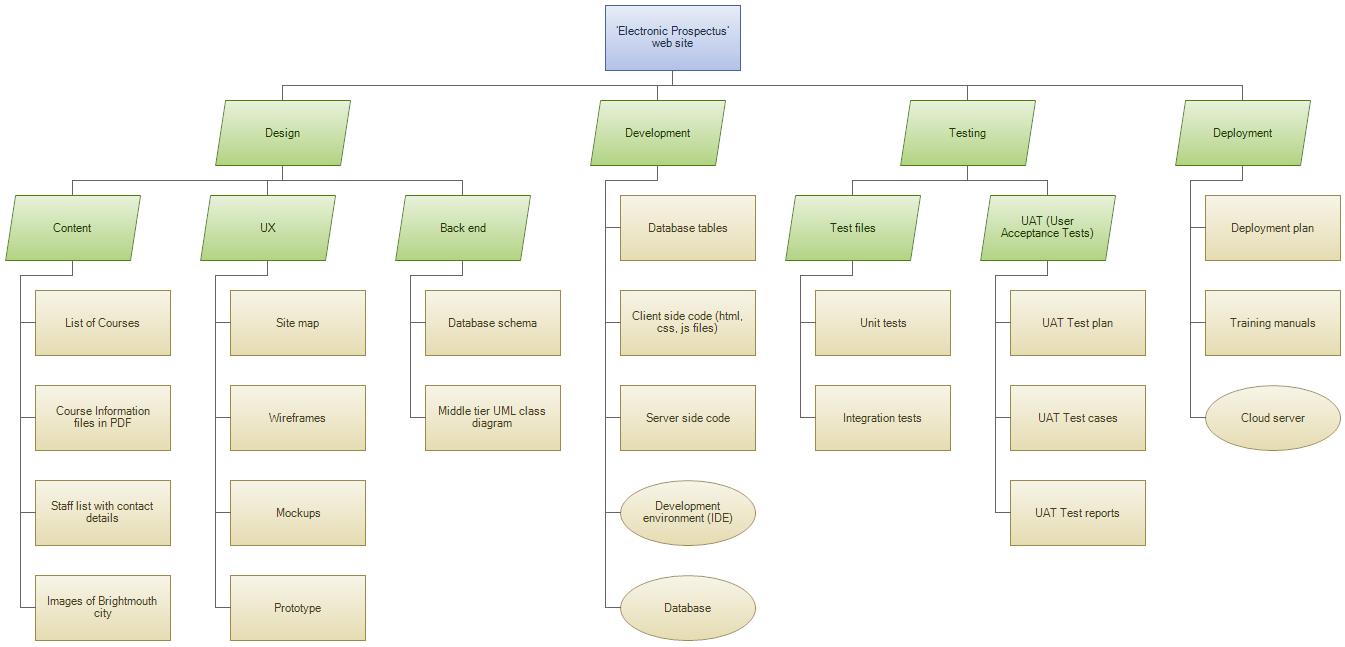 'Electronic Prospectus'
web site
Design
Development
Testing
Deployment
Content
UX
Back end
Database tables
Test files
UAT (User
Acceptance Tests)
Deployment plan
List of Courses
Site map
Database schema
Client side code (html,
css, js files)
Unit tests
UAT Test plan
Training manuals
Course Information
files in PDF
Wireframes
Middle tier UML class
diagram
Server side code
Integration tests
UAT Test cases
Cloud server
Staff list with contact
details
Mockups
Development
environment (IDE)
UAT Test reports
Images of Brightmouth
city
Prototype
Database